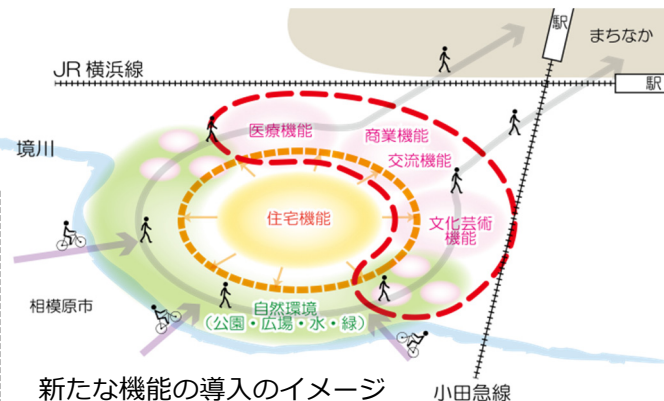 駅
まちなか
JR横浜線
駅
医療機能
商業機能
境川
交流機能
住宅機能
文化芸術
機能
相模原市
自然環境
(公園・広場・水・緑)
新たな機能の導入のイメージ
小田急線